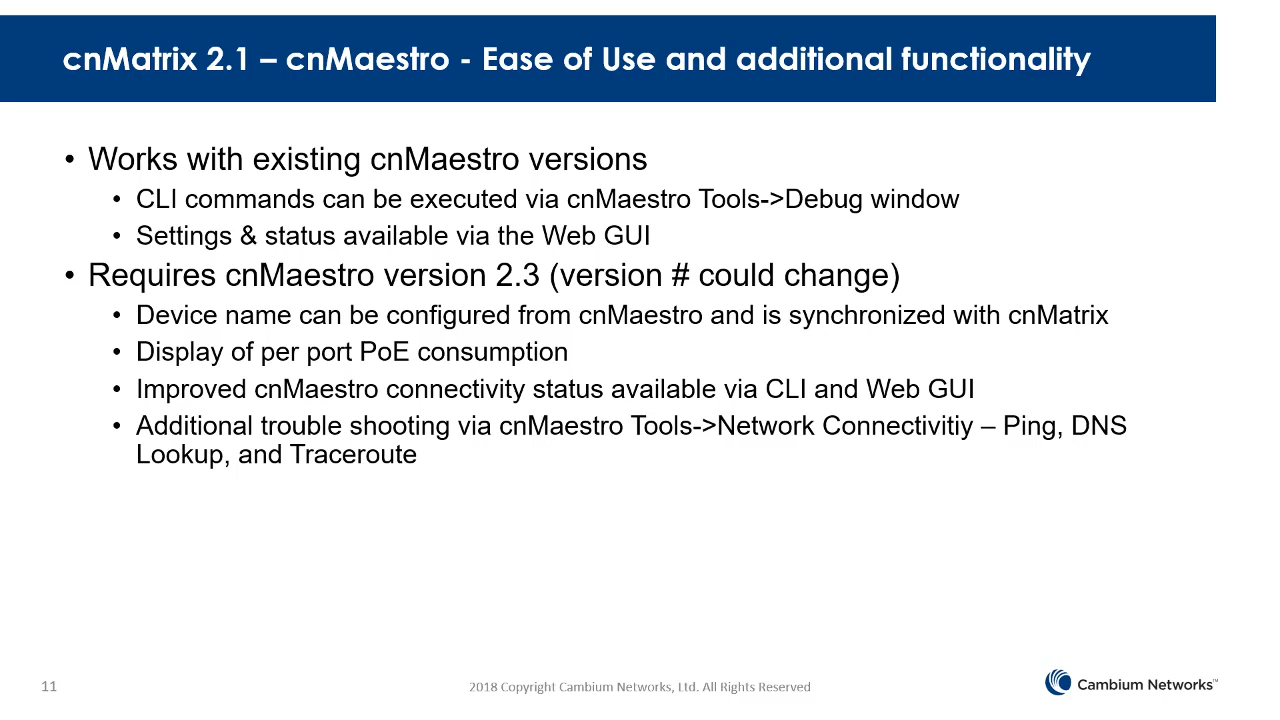 cnMatrix 2.1 – cnMaestro - Ease of Use and additional functionality
• Works with existing cnMaestro versions
• CLI commands can be executed via cnMaestro Tools->Debug window
• Settings & status available via the Web GUI
• Requires cnMaestro version 2.3 (version # could change)
• Device name can be configured from cnMaestro and is synchronized with cnMatrix
• Display of per port PoE consumption
• Improved cnMaestro connectivity status available via CLI and Web GUI
• Additional trouble shooting via cnMaestro Tools->Network Connectivitiy – Ping, DNS
Lookup, and Traceroute
11
2018 Copyright Cambium Networks, Ltd. All Rights Reserved
Cambium Networks™